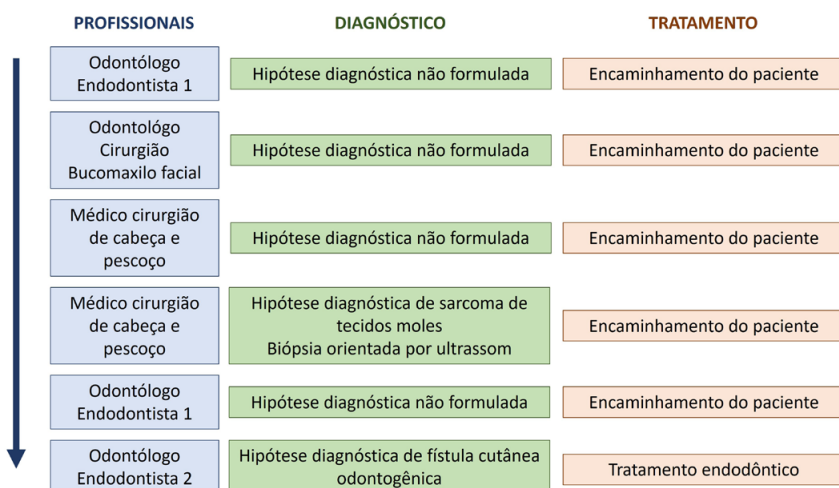 PROFISSIONAIS DIAGNÓSTICO TRATAMENTO
Odontólogo
Endodontista 1
Hipótese diagnóstica não formulada
Encaminhamento do paciente
Odontológo
Cirurgião
Bucomaxilo facial
Hipótese diagnóstica não formulada
Encaminhamento do paciente
Médico cirurgião
de cabeça e
pescoço
Hipótese diagnóstica não formulada
Encaminhamento do paciente
Médico cirurgião
de cabeça e
pescoço
Hipótese diagnóstica de sarcoma de
tecidos moles
Biópsia orientada por ultrassom
Encaminhamento do paciente
Odontólogo
Endodontista 1
Hipótese diagnóstica não formulada
Encaminhamento do paciente
Odontólogo
Endodontista 2
Hipótese diagnóstica de fístula cutânea
odontogênica
Tratamento endodôntico